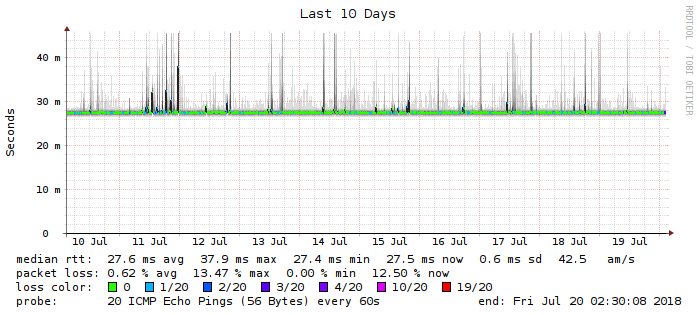 Last 10 Days
RRDTOOL / TOBI OETIKER
Seconds
40 m
30 m
20 m
10 m
0
10 Jul 11 Jul 12 Jul 13 Jul 14 Jul 15 Jul 16 Jul 17 Jul 18 Jul 19 Jul
median rtt: 27.6 ms avg 37.9 ms max 27.4 ms min 27.5 ms now 0.6 ms sd 42.5 am/s
packet loss: 0.62 % avg 13.47 % max 0.00 % min 12.50 % now
loss color: 0 1/20 2/20 3/20 4/20 10/20 19/20
probe: 20 ICMP Echo Pings (56 Bytes) every 60s end: Fri Jul 20 02:30:08 2018